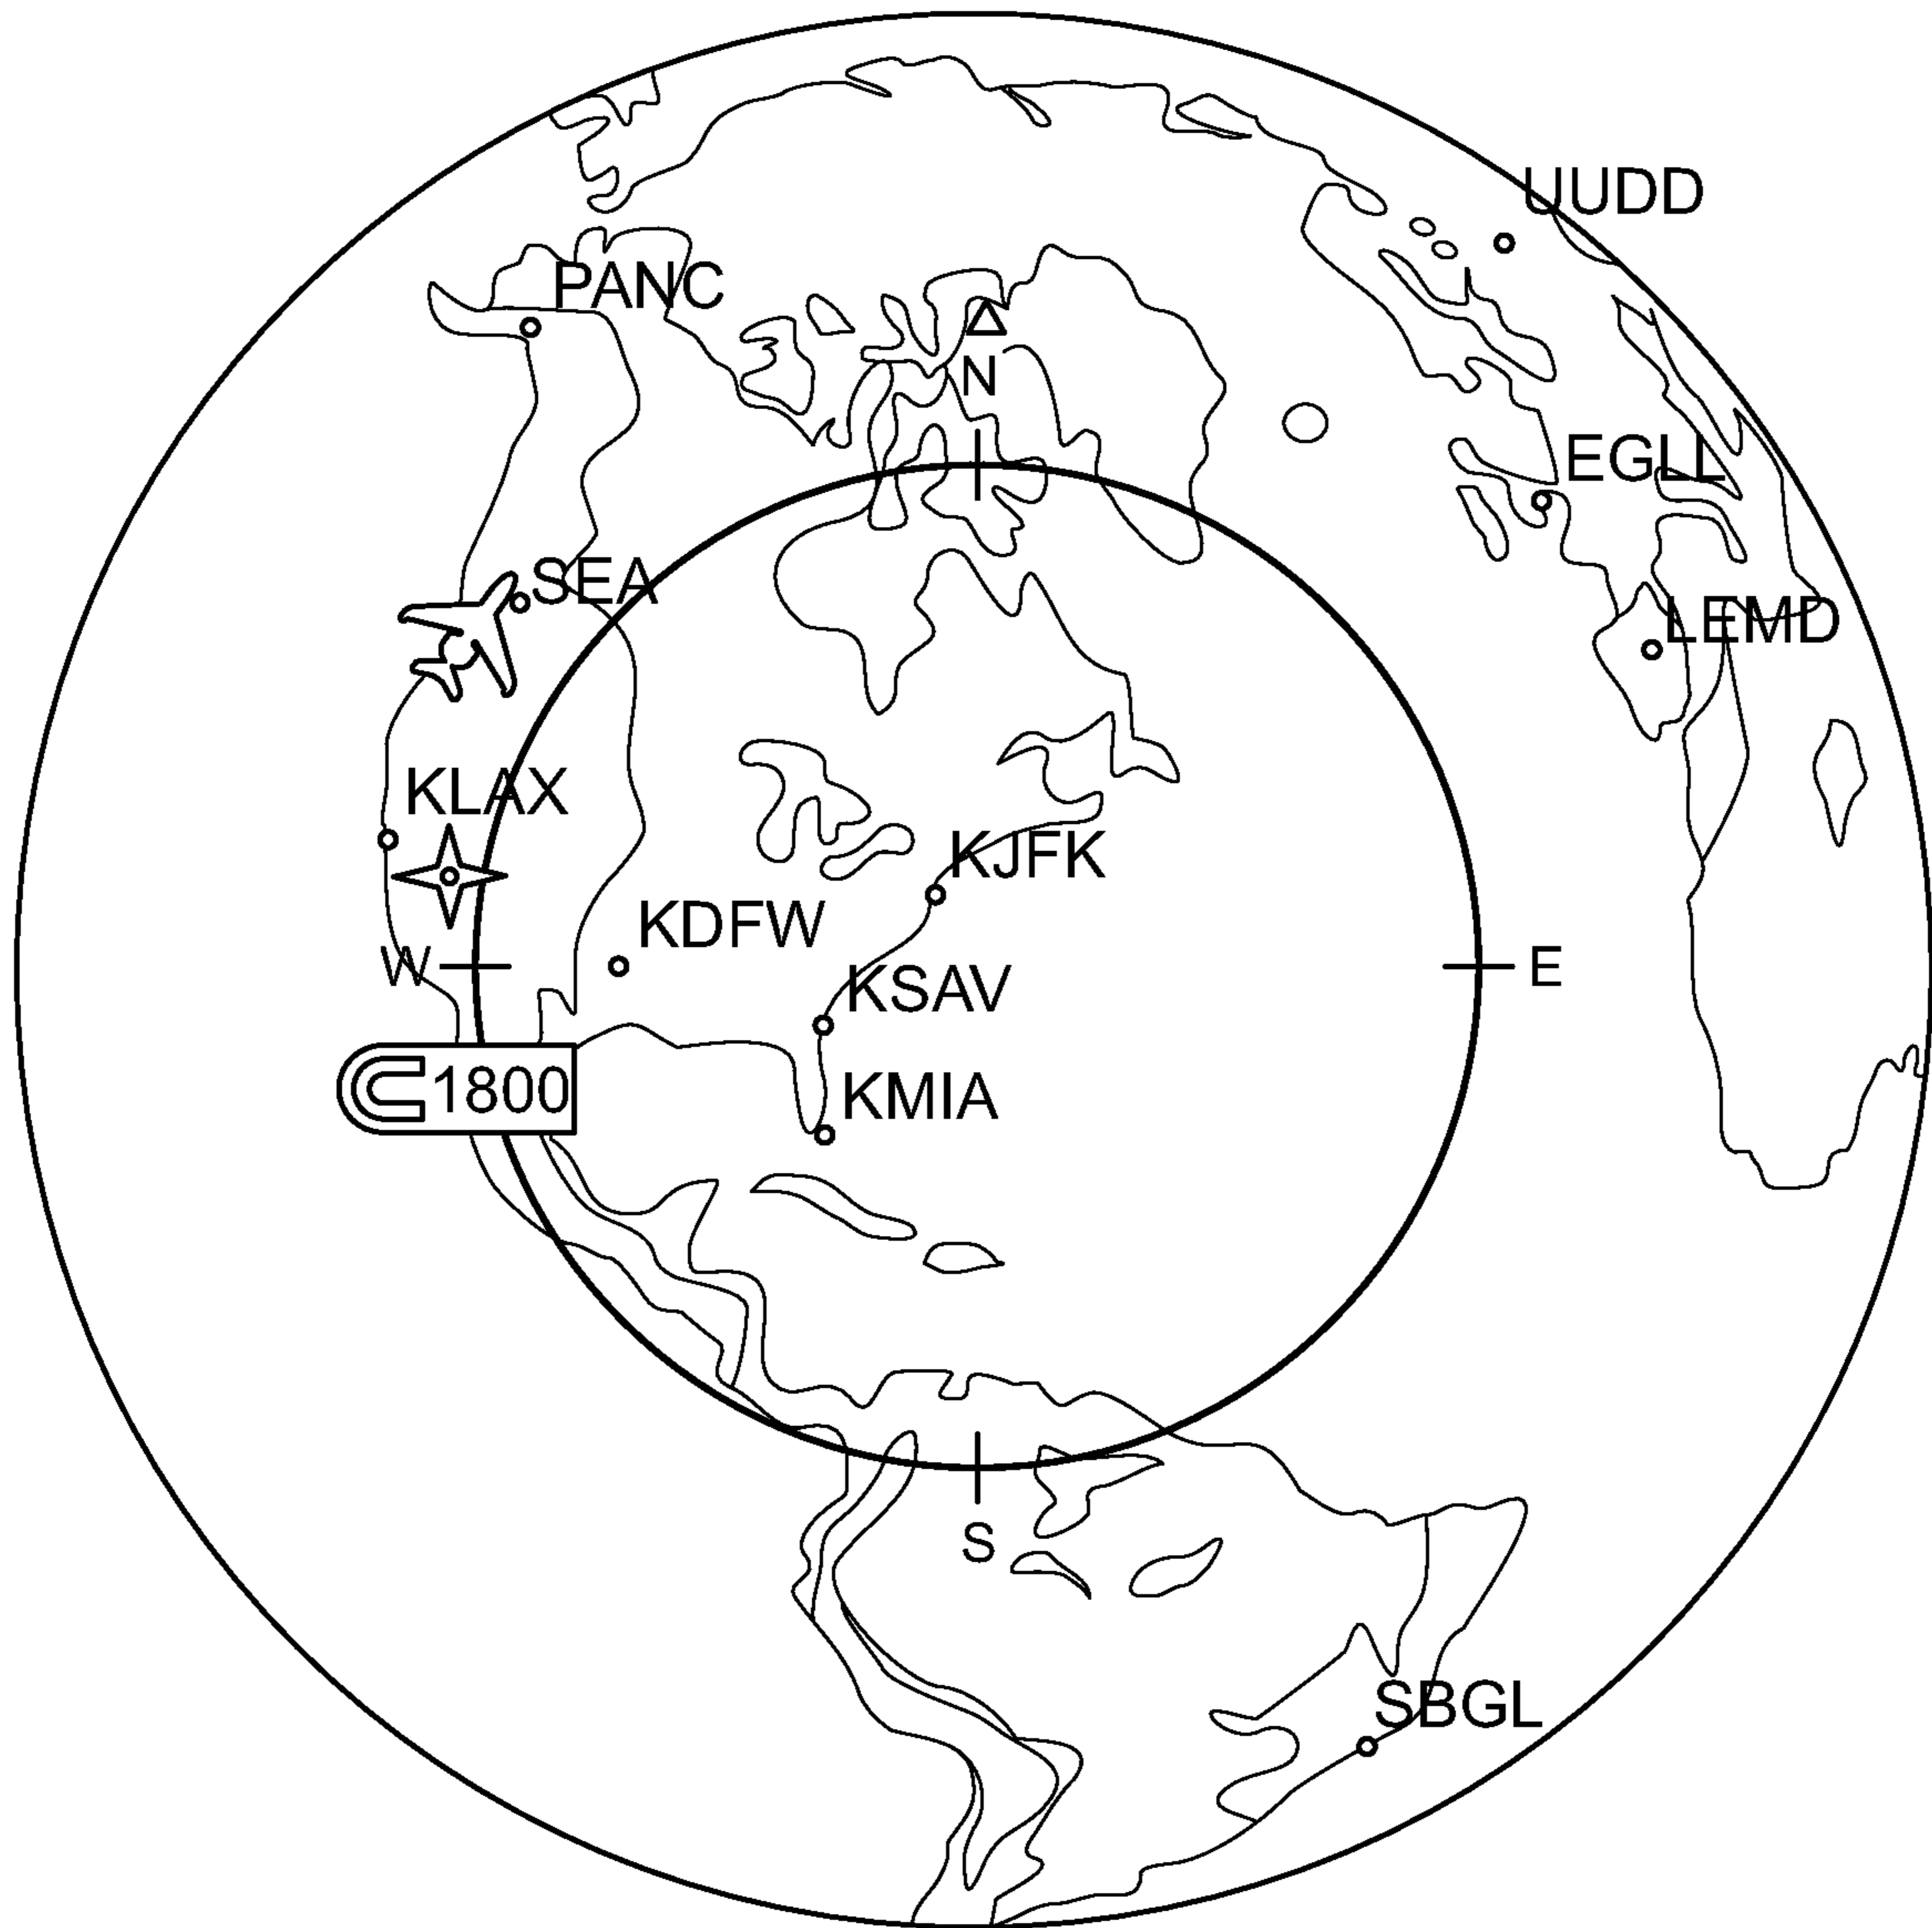 UUDD
PANC
N
EGLL
SEA
LEMD
KLAX
KJFK
KDFW
W
E
KSAV
1800
KMIA
S
SBGL